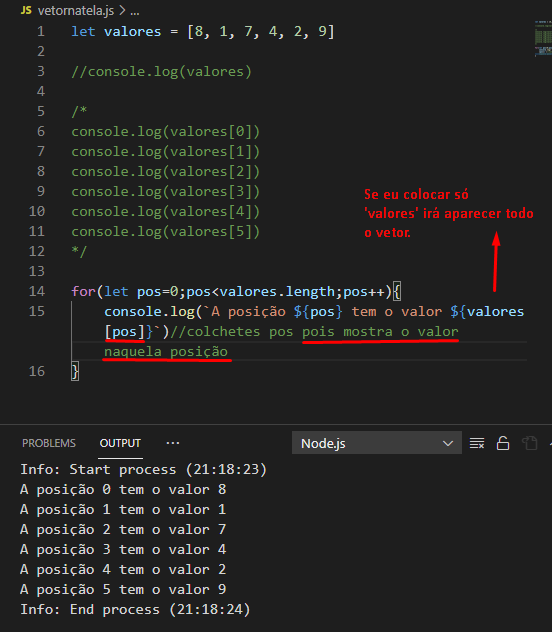 JS vetornatela.js > ...
1 let valores = [8, 1, 7, 4, 2, 9]
2
3 //console.log(valores)
4
5 /*
6 console.log(valores[0])
7 console.log(valores[1])
8 console.log(valores[2])
9 console.log(valores[3])
10 console.log(valores[4])
11 console.log(valores[5])
12 */
13
Se eu colocar só
'valores' irá aparecer todo
o vetor.
14 for(let pos=0;pos<valores.length;pos++){
15 console.log(`A posição ${pos} tem o valor ${valores
[pos]}`)//colchetes pos pois mostra o valor
naquela posição
16 }
PROBLEMS OUTPUT ... Node.js
Info: Start process (21:18:23)
A posição 0 tem o valor 8
A posição 1 tem o valor 1
A posição 2 tem o valor 7
A posição 3 tem o valor 4
A posição 4 tem o valor 2
A posição 5 tem o valor 9
Info: End process (21:18:24)